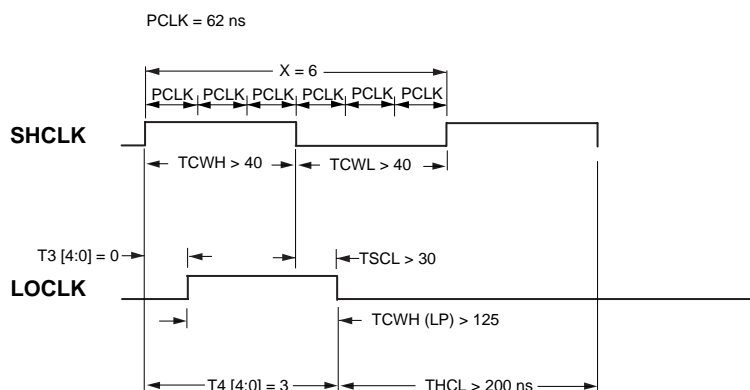 PCLK = 62 ns
X = 6
PCLK PCLK PCLK PCLK PCLK PCLK
SHCLK
TCWH > 40 TCWL > 40
T3 [4:0] = 0 TSCL > 30
LOCLK
TCWH (LP) > 125
T4 [4:0] = 3 THCL > 200 ns